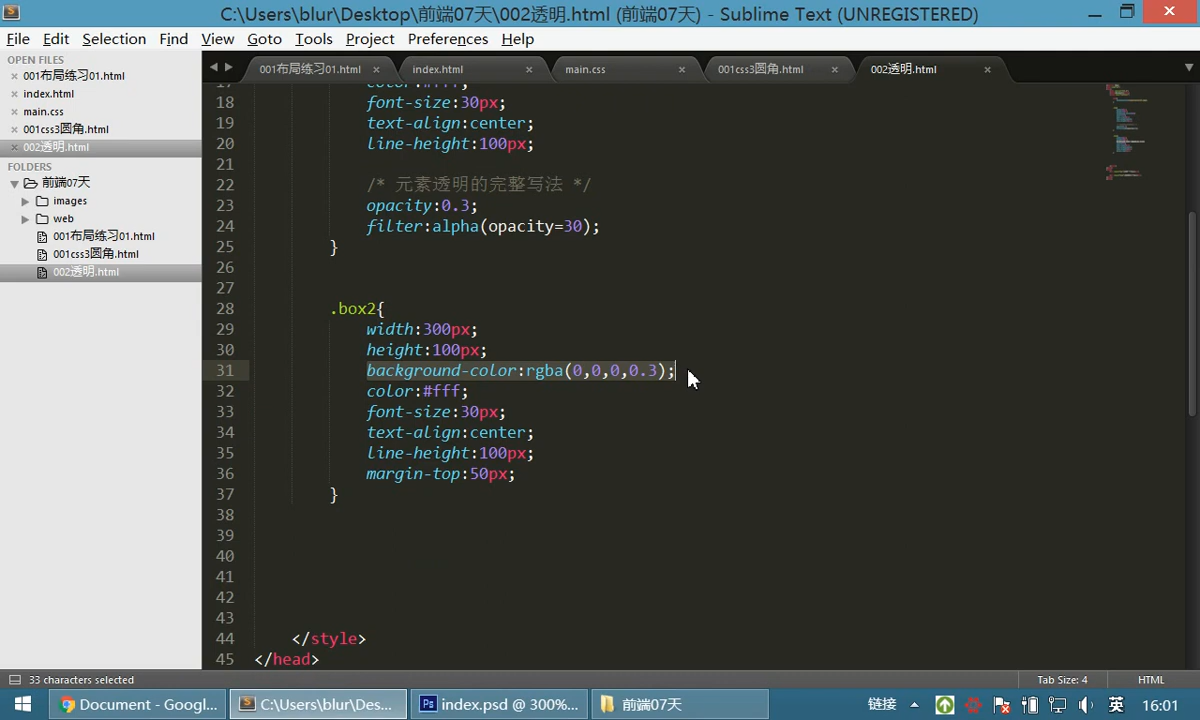 C:\Users\blur\Desktop\前端07天\002透明.html (前端07天) - Sublime Text (UNREGISTERED)
File Edit Selection Find View Goto Tools Project Preferences Help
OPEN FILES
001布局练习01.html
index.html
main.css
001css3圆角.html
002透明.html
FOLDERS
前端07天
images
web
001布局练习01.html
001css3圆角.html
002透明.html
001布局练习01.html index.html main.css 001css3圆角.html 002透明.html
17 color:#fff;
18 font-size:30px;
19 text-align:center;
20 line-height:100px;
21
22 /* 元素透明的完整写法 */
23 opacity:0.3;
24 filter:alpha(opacity=30);
25 }
26
27
28 .box2{
29 width:300px;
30 height:100px;
31 background-color:rgba(0,0,0,0.3);
32 color:#fff;
33 font-size:30px;
34 text-align:center;
35 line-height:100px;
36 margin-top:50px;
37 }
38
39
40
41
42
43
44 </style>
45 </head>
33 characters selected Tab Size: 4 HTML
Document - Googl... C:\Users\blur\Des... index.psd @ 300%... 前端07天 链接 英 16:01